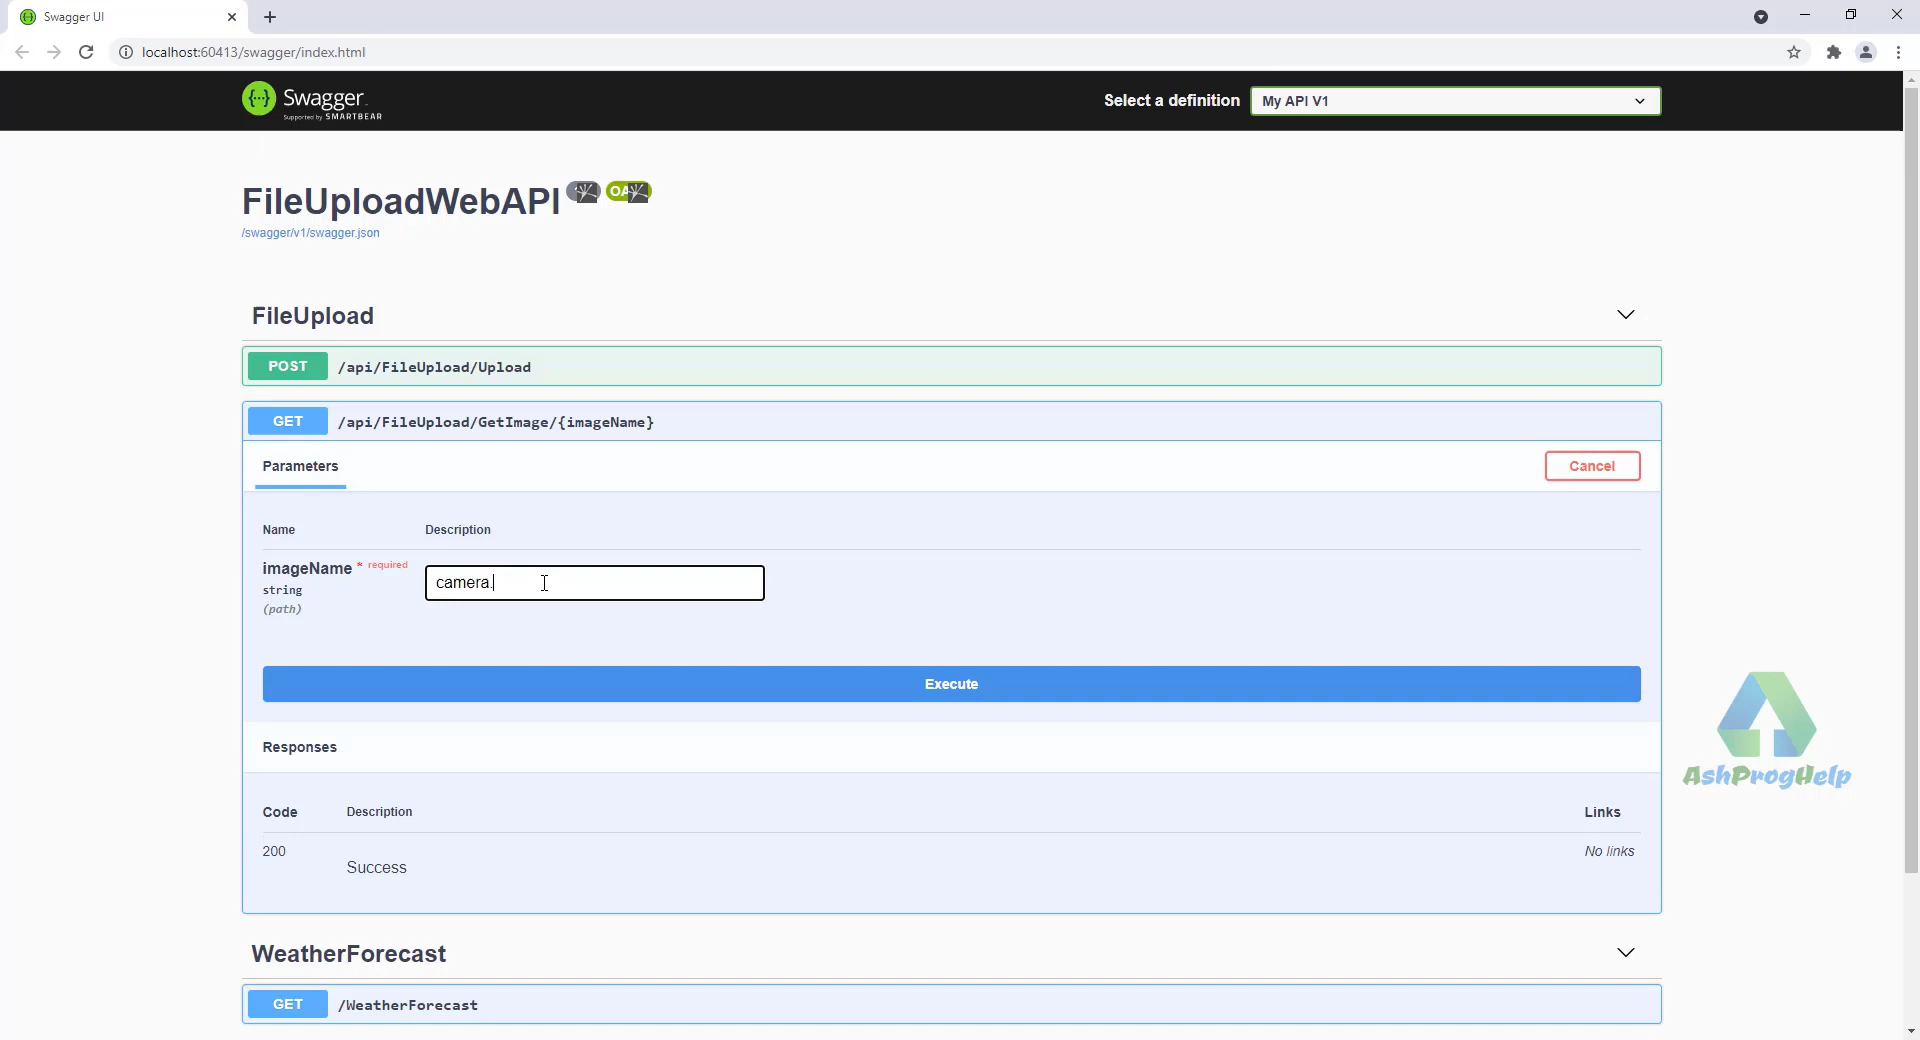 Swagger UI
localhost:60413/swagger/index.html
Swagger
Supported by SMARTBEAR
Select a definition
My API V1
FileUploadWebAPI
OA
/swagger/v1/swagger.json
FileUpload
POST /api/FileUpload/Upload
GET /api/FileUpload/GetImage/{imageName}
Parameters
Cancel
Name Description
imageName * required
string
(path)
camera.
Execute
Responses
Code Description Links
200 Success No links
AshProgHelp
WeatherForecast
GET /WeatherForecast